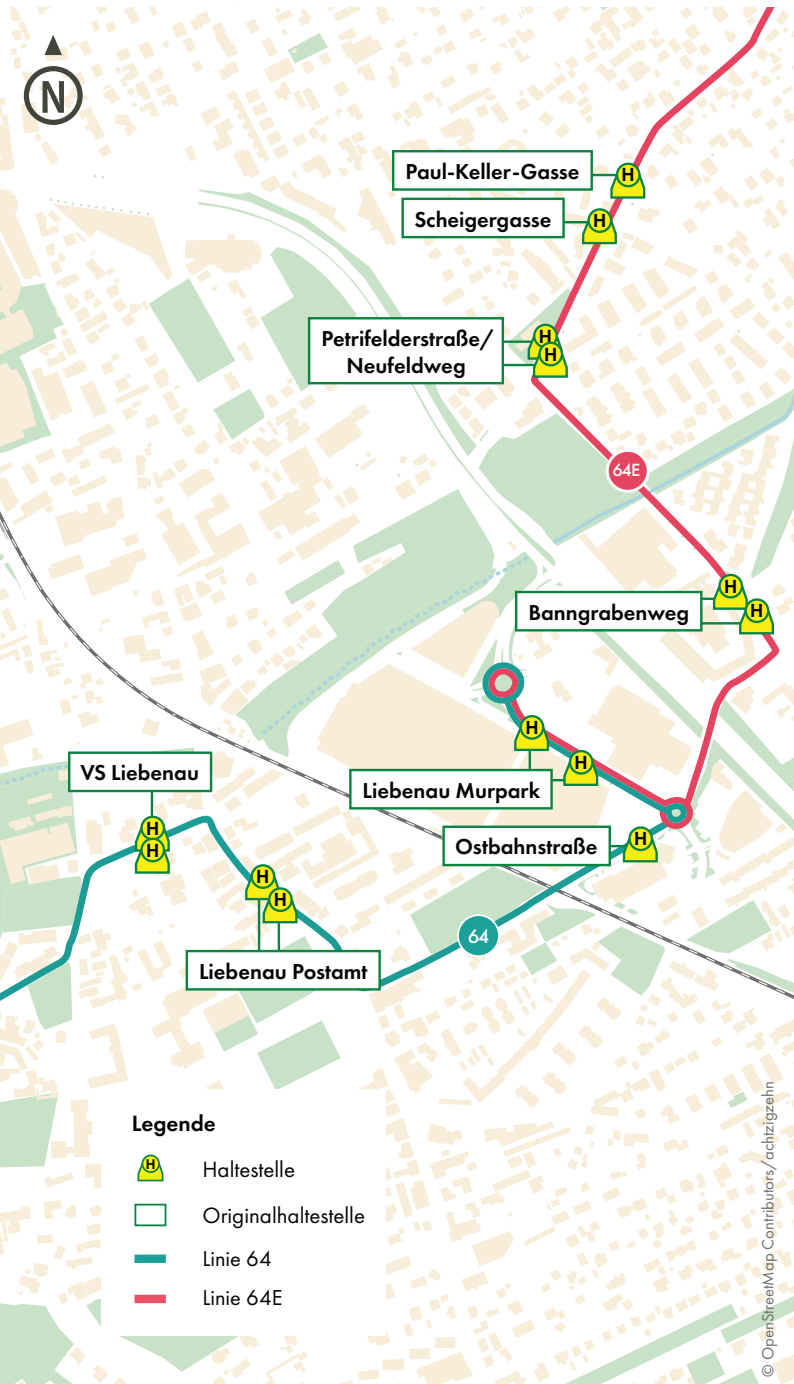 N
Paul-Keller-Gasse
H
Scheigergasse
H
Petrifelderstraße/
Neufeldweg
H
H
64E
Banngrabenweg
H
H
H
H
Liebenau Murpark
VS Liebenau
H
H
Ostbahnstraße
H
H
H
64
Liebenau Postamt
Legende
H
Haltestelle
Originalhaltestelle
Linie 64
Linie 64E
© OpenStreetMap Contributors/achtzigzehn